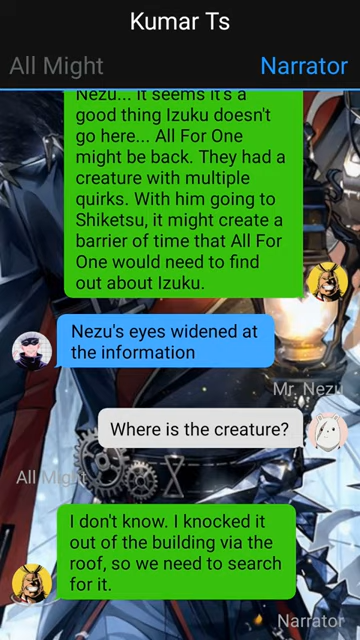 Kumar Ts
All Might
Narrator
Nezu... It seems it's a
good thing Izuku doesn't
go here... All For One
might be back. They had a
creature with multiple
quirks. With him going to
Shiketsu, it might create a
barrier of time that All For
One would need to find
out about Izuku.
Nezu's eyes widened at
the information
Mr. Nezu
Where is the creature?
All Might
I don't know. I knocked it
out of the building via the
roof, so we need to search
for it.
Narrator